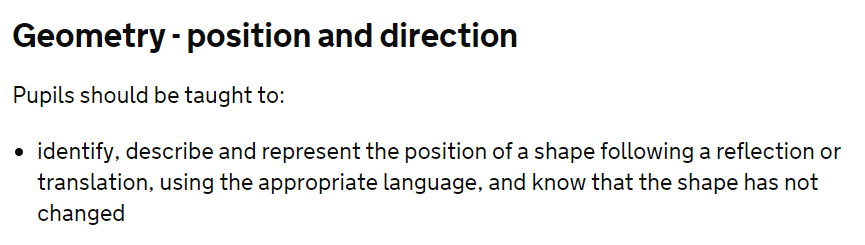 Geometry - position and direction
Pupils should be taught to:
• identify, describe and represent the position of a shape following a reflection or
translation, using the appropriate language, and know that the shape has not
changed